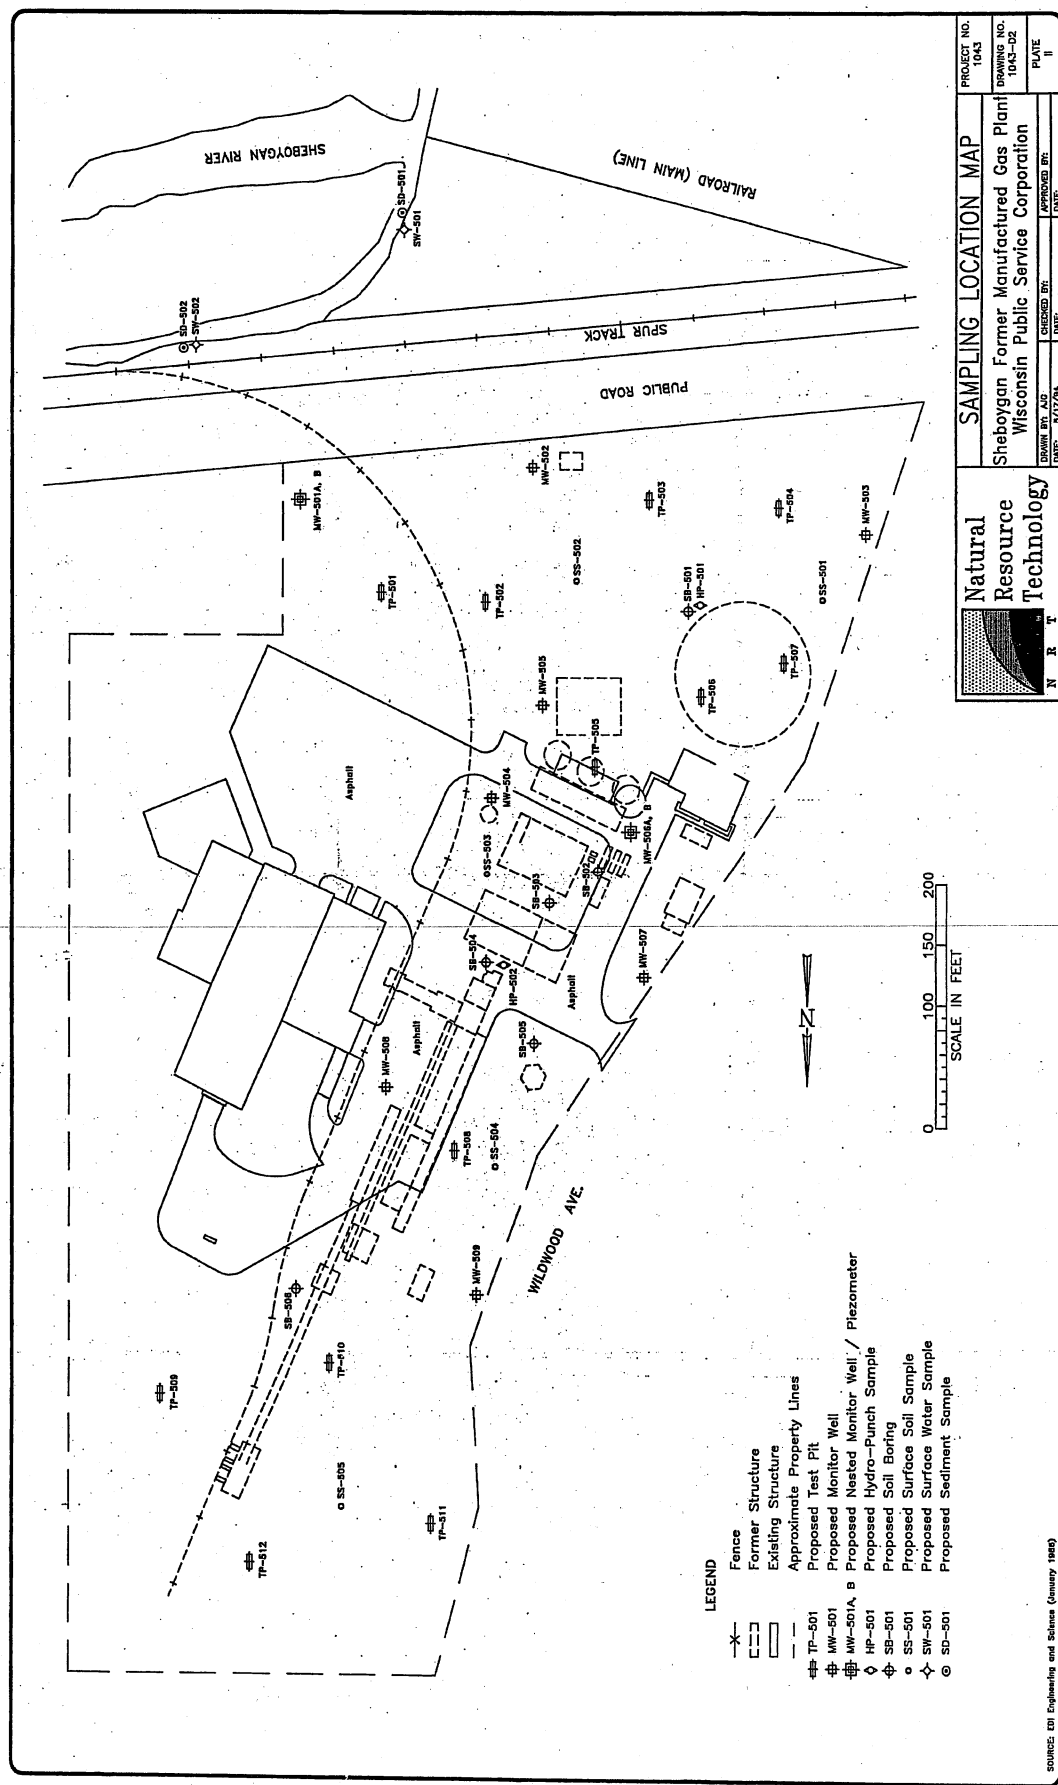 SHEBOYGAN RIVER
RAILROAD (MAIN LINE)
SPUR TRACK
PUBLIC ROAD
SD-501
SW-501
SD-502
SW-502
MW-501A, B
MW-502
TP-503
TP-504
MW-503
TP-501
TP-502
SS-502
SB-501
HP-501
SS-501
MW-505
TP-506
TP-507
TP-505
Asphalt
MW-504
SS-503
MW-506A, B
SB-502
SB-503
SB-504
HP-502
MW-507
Asphalt
Asphalt
MW-508
SB-505
TP-508
SS-504
WILDWOOD AVE.
MW-509
SB-506
TP-510
TP-509
SS-505
TP-511
TP-512
N
0 100 150 200
SCALE IN FEET
LEGEND
Fence
Former Structure
Existing Structure
Approximate Property Lines
TP-501 Proposed Test Pit
MW-501 Proposed Monitor Well
MW-501A, B Proposed Nested Monitor Well / Piezometer
HP-501 Proposed Hydro-Punch Sample
SB-501 Proposed Soil Boring
SS-501 Proposed Surface Soil Sample
SW-501 Proposed Surface Water Sample
SD-501 Proposed Sediment Sample
SOURCE: EDI Engineering and Science (January 1986)
N R T
Natural
Resource
Technology
SAMPLING LOCATION MAP
Sheboygan Former Manufactured Gas Plant
Wisconsin Public Service Corporation
DRAWN BY: AJC
CHECKED BY:
APPROVED BY:
DATE:
DATE:
DATE:
PROJECT NO.
1043
DRAWING NO.
1043-D2
PLATE
II